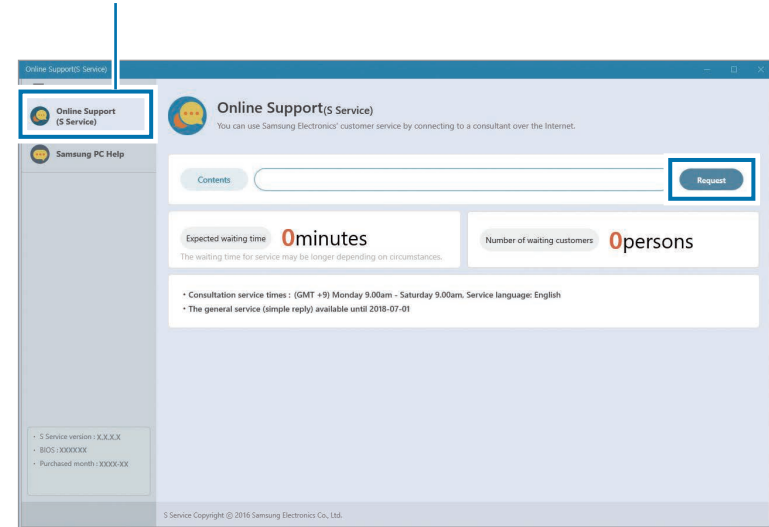 Online Support(S Service)
Online Support
(S Service)
Samsung PC Help
Online Support(S Service)
You can use Samsung Electronics' customer service by connecting to a consultant over the Internet.
Contents
Request
Expected waiting time 0minutes
The waiting time for service may be longer depending on circumstances.
Number of waiting customers 0persons
• Consultation service times : (GMT +9) Monday 9.00am - Saturday 9.00am, Service language: English
• The general service (simple reply) available until 2018-07-01
• S Service version : X.X.X.X
• BIOS : XXXXXX
• Purchased month : XXXX-XX
S Service Copyright © 2016 Samsung Electronics Co., Ltd.